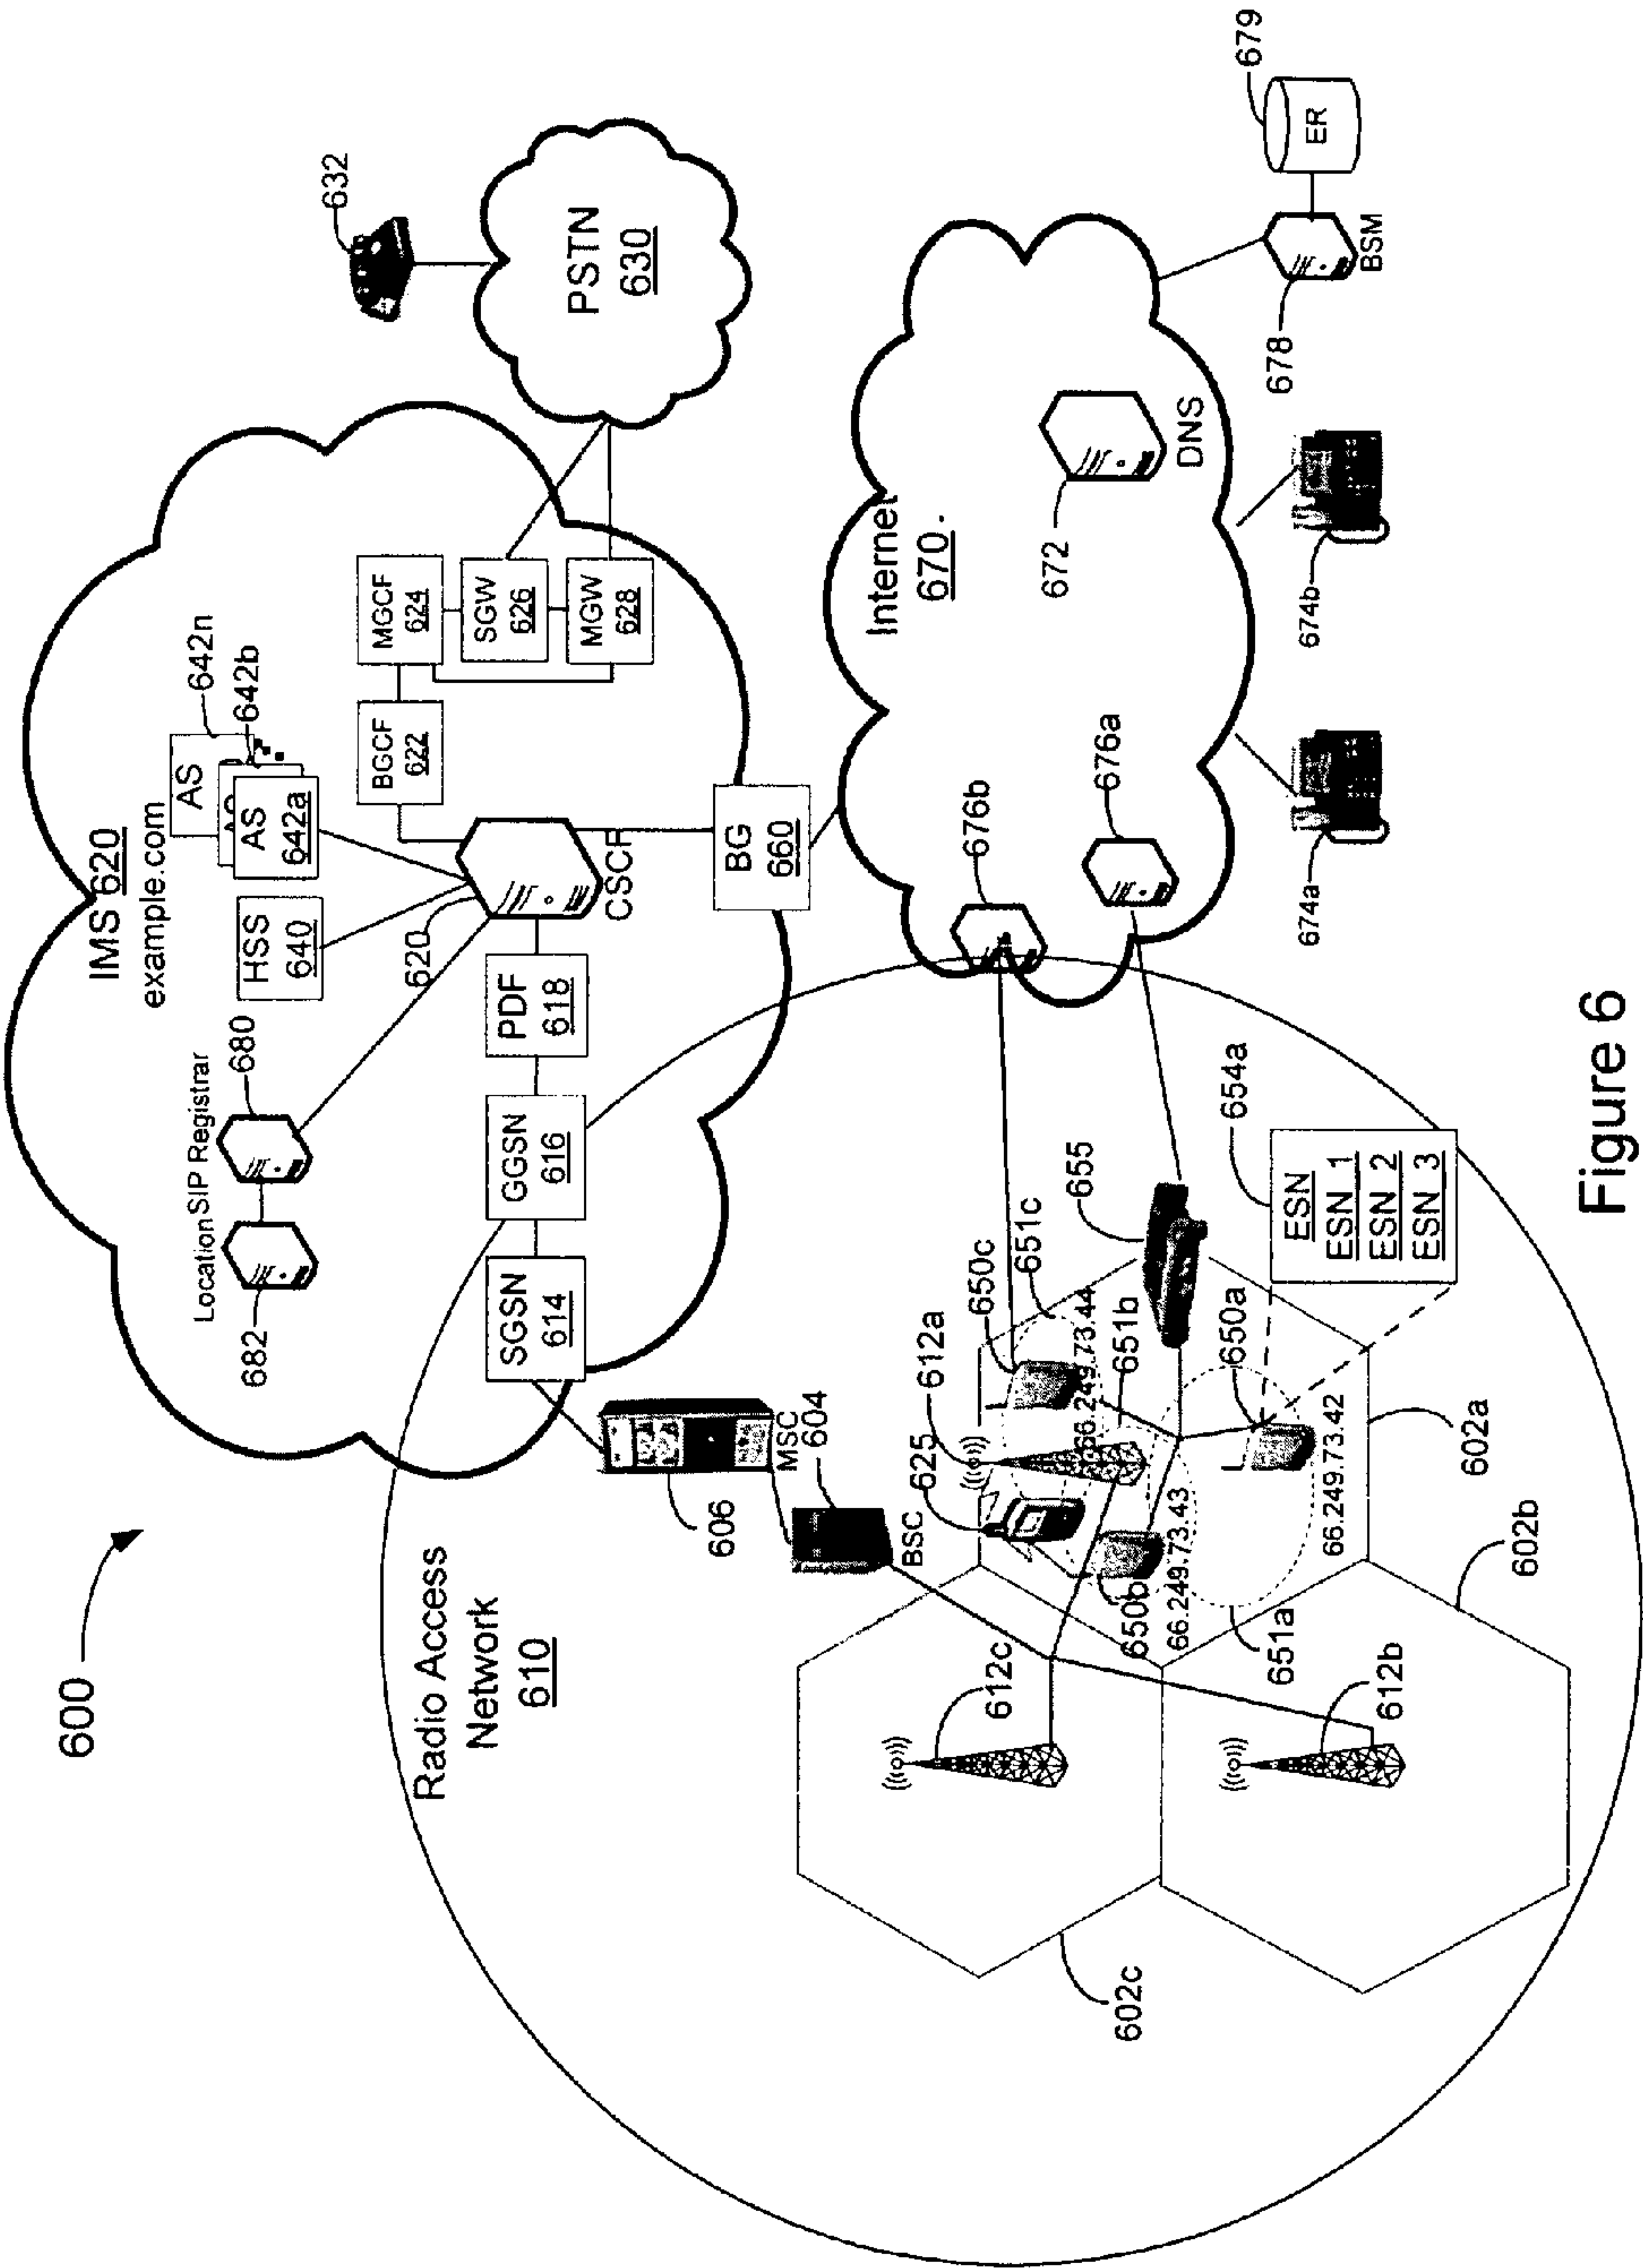 600
IMS 620
example.com
Location
SIP Registrar
682
680
HSS
640
AS
642a
AS
642n
642b
620
CSCF
BGCF
622
MGCF
624
SGW
626
MGW
628
SGSN
614
GGSN
616
PDF
618
BG
660
632
PSTN
630
Radio Access
Network
610
606
MSC
604
BSC
Internet
670.
672
DNS
676b
676a
674a
674b
678
BSM
ER
679
602c
612c
612b
602b
602a
612a
625
650c
651c
66.249.73.44
651b
655
650b
66.249.73.43
651a
650a
66.249.73.42
654a
ESN
ESN 1
ESN 2
ESN 3
Figure 6